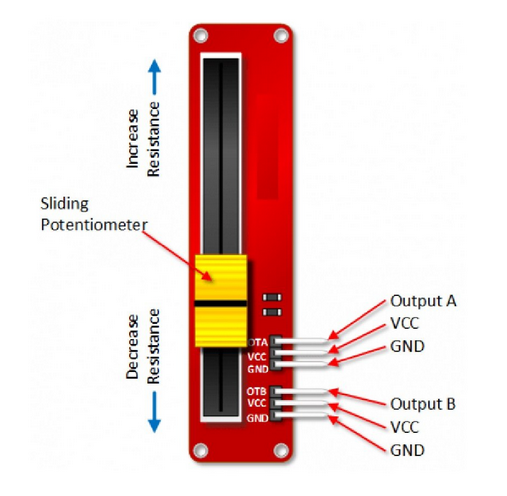 Increase
Resistance
Sliding
Potentiometer
Decrease
Resistance
OTA
VCC
GND
OTB
VCC
GND
Output A
VCC
GND
Output B
VCC
GND